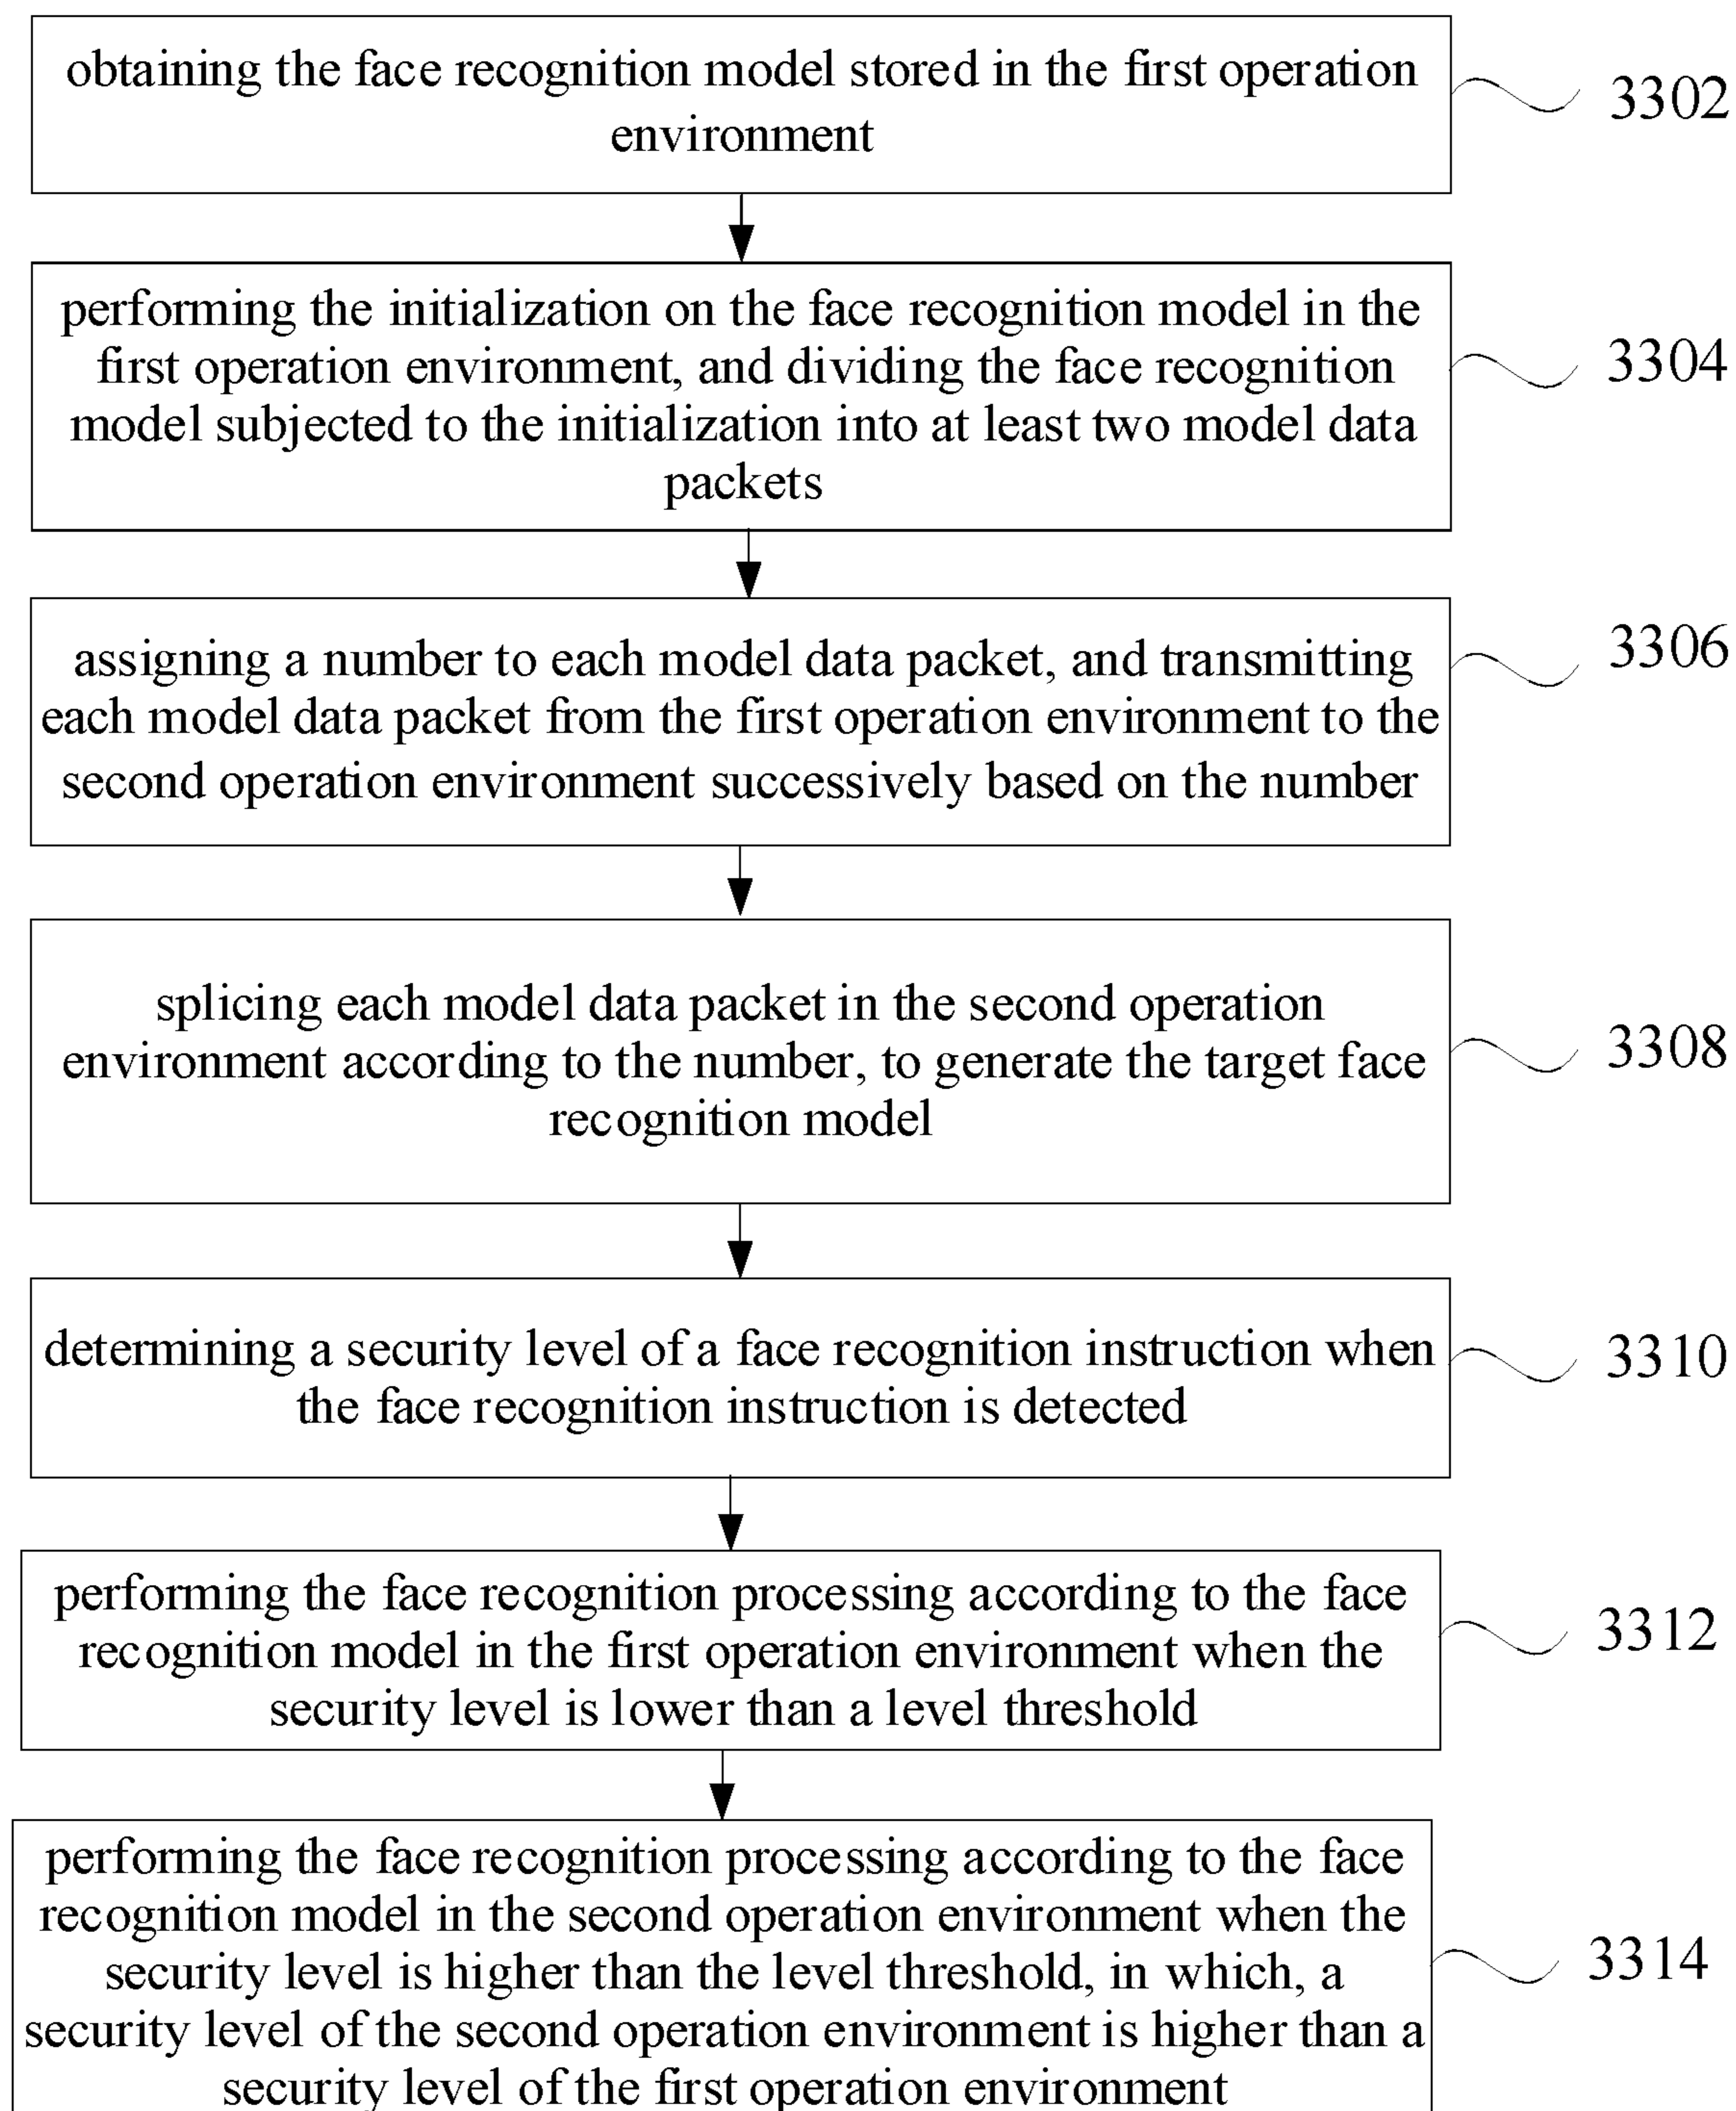 obtaining the face recognition model stored in the first operation
environment
3302
performing the initialization on the face recognition model in the
first operation environment, and dividing the face recognition
model subjected to the initialization into at least two model data
packets
3304
assigning a number to each model data packet, and transmitting
each model data packet from the first operation environment to the
second operation environment successively based on the number
3306
splicing each model data packet in the second operation
environment according to the number, to generate the target face
recognition model
3308
determining a security level of a face recognition instruction when
the face recognition instruction is detected
3310
performing the face recognition processing according to the face
recognition model in the first operation environment when the
security level is lower than a level threshold
3312
performing the face recognition processing according to the face
recognition model in the second operation environment when the
security level is higher than the level threshold, in which, a
security level of the second operation environment is higher than a
security level of the first operation environment
3314